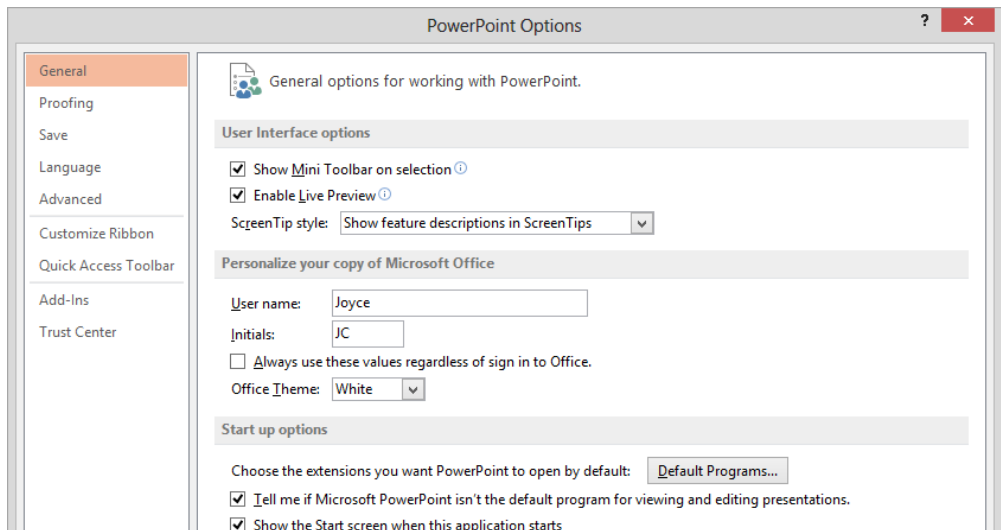 PowerPoint Options
?
General
Proofing
Save
Language
Advanced
Customize Ribbon
Quick Access Toolbar
Add-Ins
Trust Center
General options for working with PowerPoint.
User Interface options
Show Mini Toolbar on selection
Enable Live Preview
ScreenTip style: Show feature descriptions in ScreenTips
Personalize your copy of Microsoft Office
User name: Joyce
Initials: JC
Always use these values regardless of sign in to Office.
Office Theme: White
Start up options
Choose the extensions you want PowerPoint to open by default: Default Programs...
Tell me if Microsoft PowerPoint isn't the default program for viewing and editing presentations.
Show the Start screen when this application starts